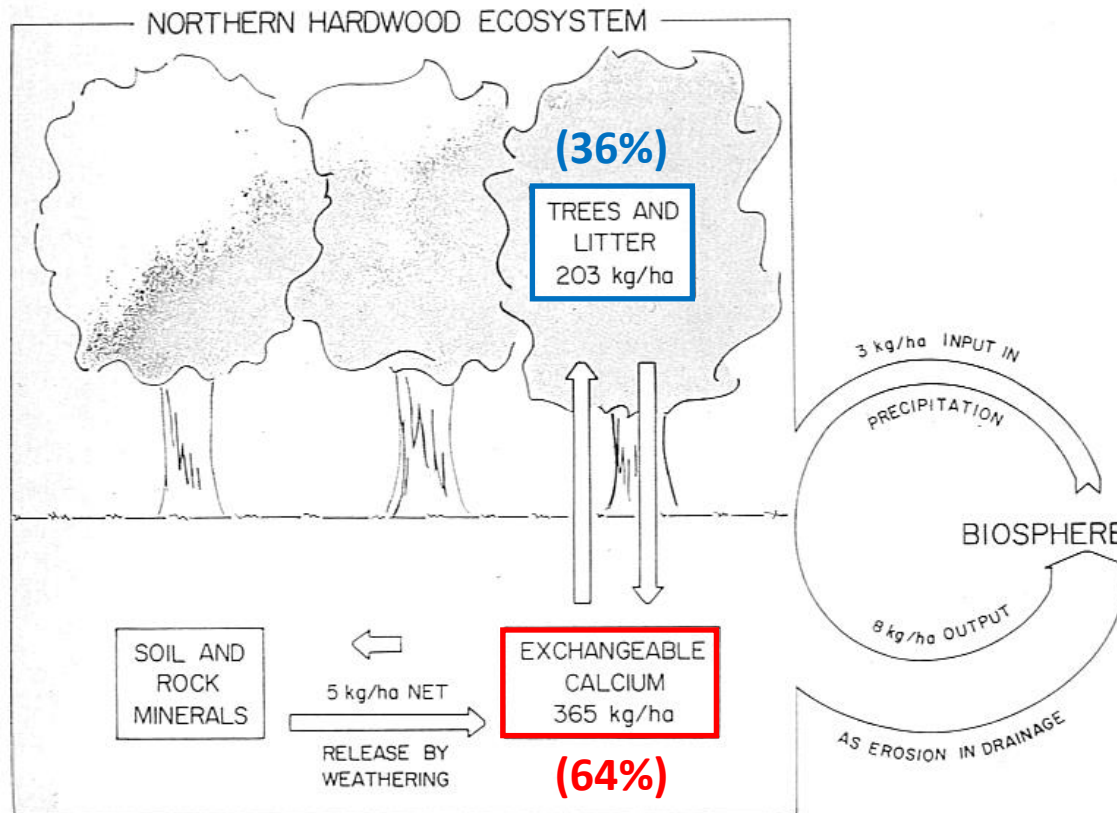 NORTHERN HARDWOOD ECOSYSTEM
(36%)
TREES AND
LITTER
203 kg/ha
3 kg/ha INPUT IN
PRECIPITATION
BIOSPHERE
8 kg/ha OUTPUT
AS EROSION IN DRAINAGE
SOIL AND
ROCK
MINERALS
5 kg/ha NET
RELEASE BY
WEATHERING
EXCHANGEABLE
CALCIUM
365 kg/ha
(64%)